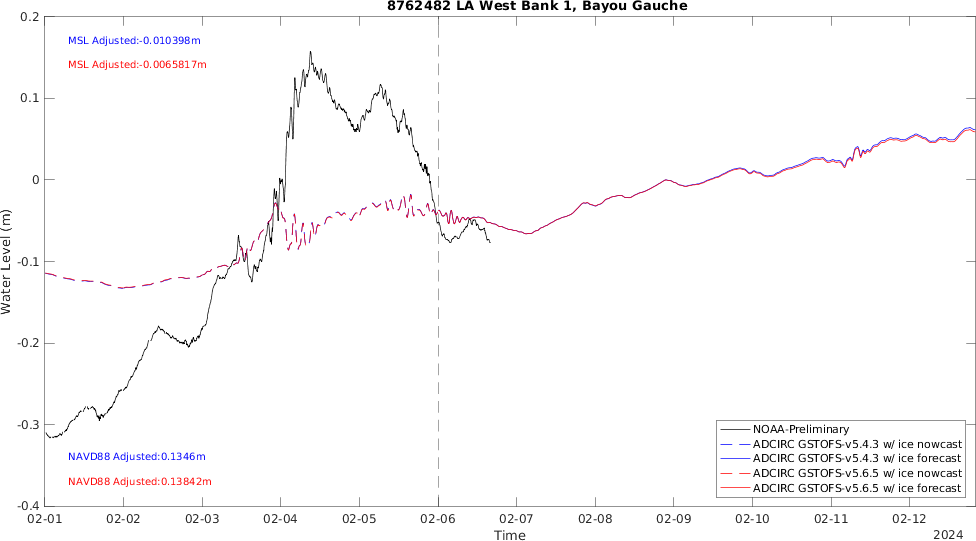 8762482 LA West Bank 1, Bayou Gauche
0.2
MSL Adjusted:-0.010398m
MSL Adjusted:-0.0065817m
0.1
0
-0.1
Water Level (m)
-0.2
-0.3
NOAA-Preliminary
ADCIRC GSTOFS-v5.4.3 w/ ice nowcast
NAVD88 Adjusted:0.1346m
ADCIRC GSTOFS-v5.4.3 w/ ice forecast
ADCIRC GSTOFS-v5.6.5 w/ ice nowcast
NAVD88 Adjusted:0.13842m
ADCIRC GSTOFS-v5.6.5 w/ ice forecast
-0.4
02-01 02-02 02-03 02-04 02-05 02-06 02-07 02-08 02-09 02-10 02-11 02-12
Time
2024